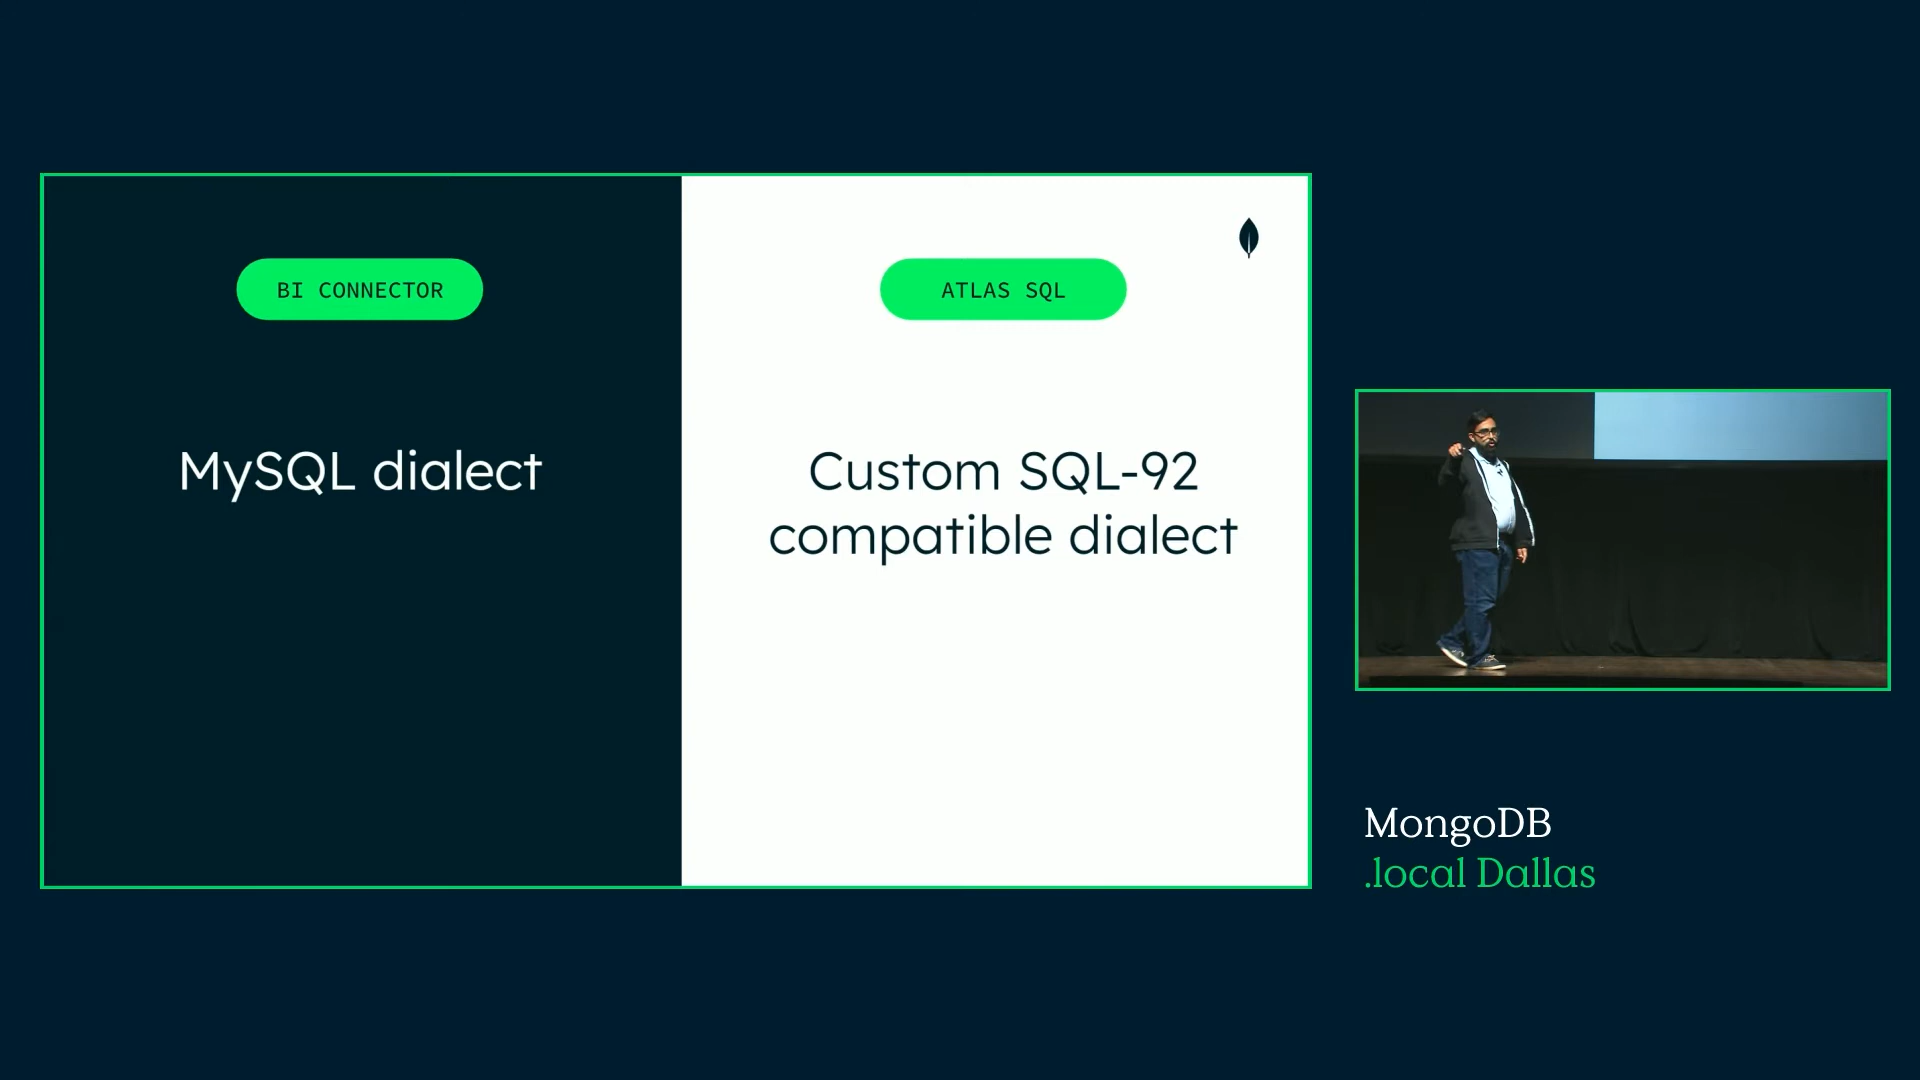 BI CONNECTOR
MySQL dialect
ATLAS SQL
Custom SQL-92
compatible dialect
MongoDB
.local Dallas